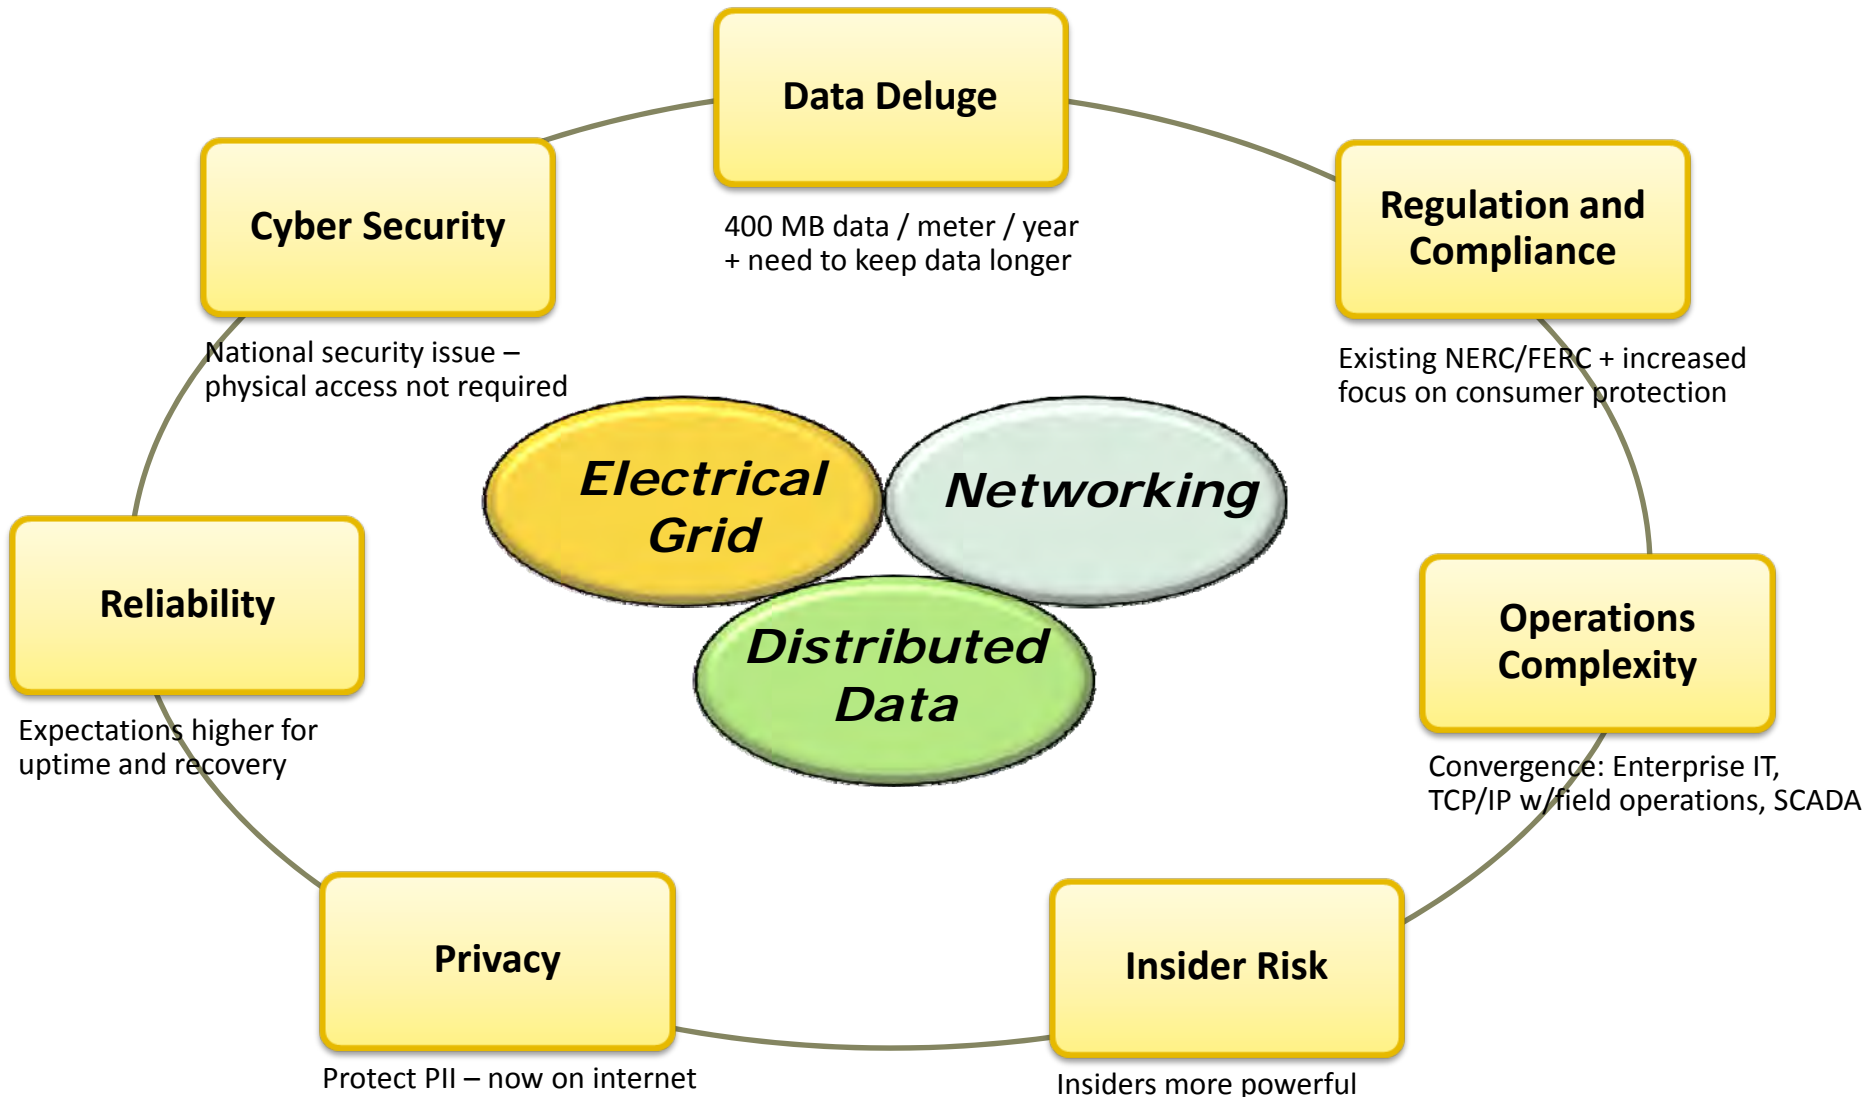 Data Deluge
400 MB data / meter / year
+ need to keep data longer
Regulation and
Compliance
Existing NERC/FERC + increased
focus on consumer protection
Operations
Complexity
Convergence: Enterprise IT,
TCP/IP w/field operations, SCADA
Insider Risk
Insiders more powerful
Privacy
Protect PII – now on internet
Reliability
Expectations higher for
uptime and recovery
Cyber Security
National security issue –
physical access not required
Electrical
Grid
Networking
Distributed
Data